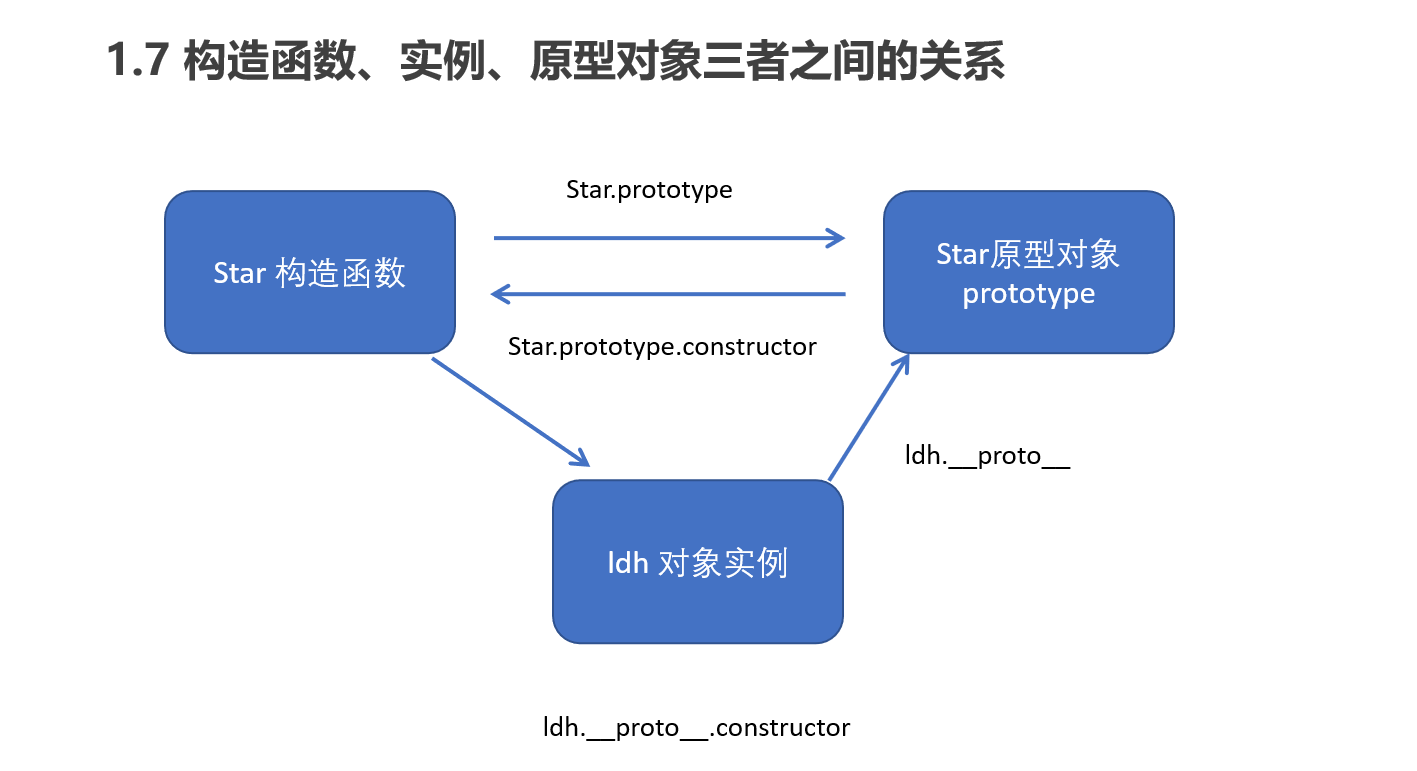 1.7 构造函数、实例、原型对象三者之间的关系
Star.prototype
Star 构造函数
Star原型对象
prototype
Star.prototype.constructor
ldh.__proto__
ldh 对象实例
ldh.__proto__.constructor